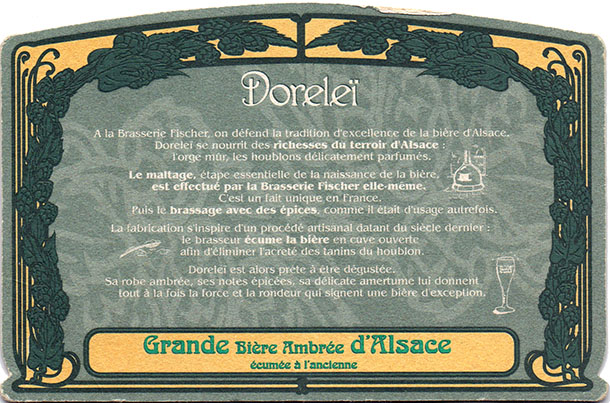 Doreleï
A la Brasserie Fischer, on défend la tradition d'excellence de la bière d'Alsace.
Dorelei se nourrit des richesses du terroir d'Alsace :
l'orge mûr, les houblons délicatement parfumés.
Le maltage, étape essentielle de la naissance de la bière,
est effectué par la Brasserie Fischer elle-même.
C'est un fait unique en France.
Puis le brassage avec des épices, comme il était d'usage autrefois.
La fabrication s'inspire d'un procédé artisanal datant du siècle dernier :
le brasseur écume la bière en cuve ouverte
afin d'éliminer l'acreté des tanins du houblon.
Dorelei est alors prête à être dégustée.
Sa robe ambrée, ses notes épicées, sa délicate amertume lui donnent
tout à la fois la force et la rondeur qui signent une bière d'exception.
Grande Bière Ambrée d'Alsace
écumée à l'ancienne